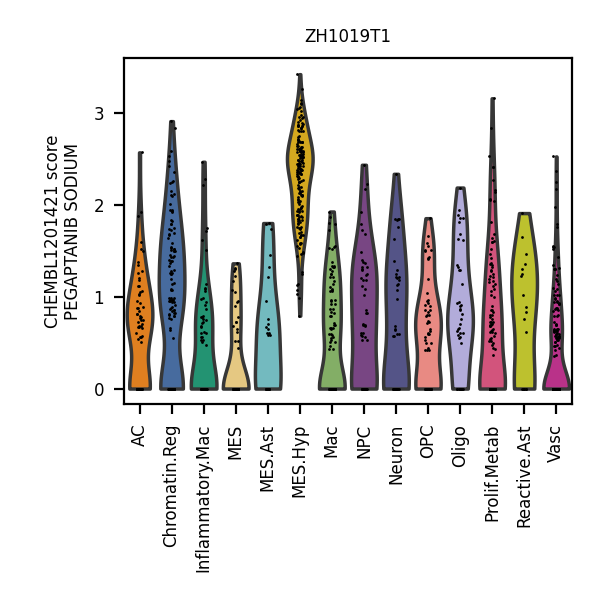 ZH1019T1
CHEMBL1201421 score
PEGAPTANIB SODIUM
3
2
1
0
AC
Chromatin.Reg
Inflammatory.Mac
MES
MES.Ast
MES.Hyp
Mac
NPC
Neuron
OPC
Oligo
Prolif.Metab
Reactive.Ast
Vasc